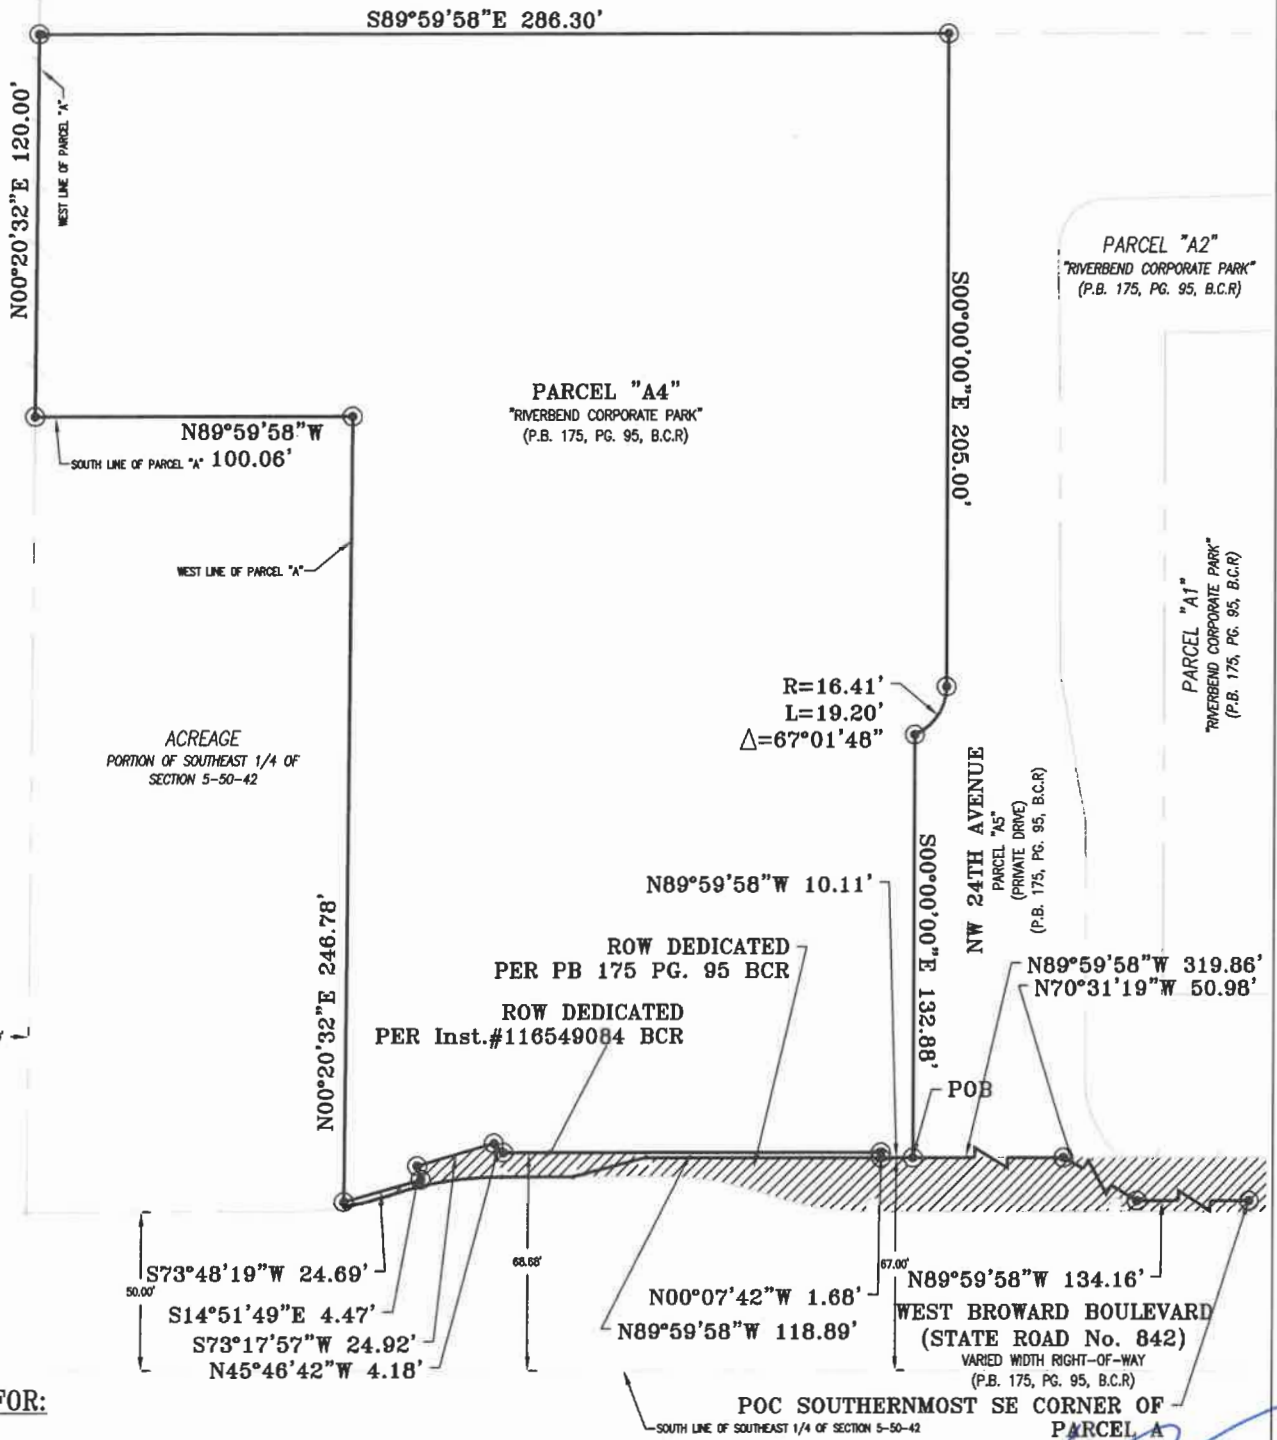 S89°59'58"E 286.30'
N00°20'32"E 120.00'
WEST LINE OF PARCEL "A"
PARCEL "A2"
"RIVERBEND CORPORATE PARK"
(P.B. 175, PG. 95, B.C.R)
S00°00'00"E 205.00'
PARCEL "A4"
"RIVERBEND CORPORATE PARK"
(P.B. 175, PG. 95, B.C.R)
N89°59'58"W
SOUTH LINE OF PARCEL "A" 100.06'
WEST LINE OF PARCEL "A"
PARCEL "A1"
"RIVERBEND CORPORATE PARK"
(P.B. 175, PG. 95, B.C.R)
R=16.41'
L=19.20'
△=67°01'48"
ACREAGE
PORTION OF SOUTHEAST 1/4 OF
SECTION 5-50-42
NW 24TH AVENUE
PARCEL "A5"
(PRIVATE DRIVE)
(P.B. 175, PG. 95, B.C.R)
S00°00'00"E 132.88'
N89°59'58"W 10.11'
N00°20'32"E 246.78'
ROW DEDICATED
PER PB 175 PG. 95 BCR
N89°59'58"W 319.86'
N70°31'19"W 50.98'
ROW DEDICATED
PER Inst.#116549084 BCR
POB
S73°48'19"W 24.69'
50.00'
68.68'
67.00'
N89°59'58"W 134.16'
S14°51'49"E 4.47'
N00°07'42"W 1.68'
WEST BROWARD BOULEVARD
S73°17'57"W 24.92'
N89°59'58"W 118.89'
(STATE ROAD No. 842)
N45°46'42"W 4.18'
VARIED WIDTH RIGHT-OF-WAY
(P.B. 175, PG. 95, B.C.R)
FOR:
POC SOUTHERNMOST SE CORNER OF
PARCEL A
SOUTH LINE OF SOUTHEAST 1/4 OF SECTION 5-50-42